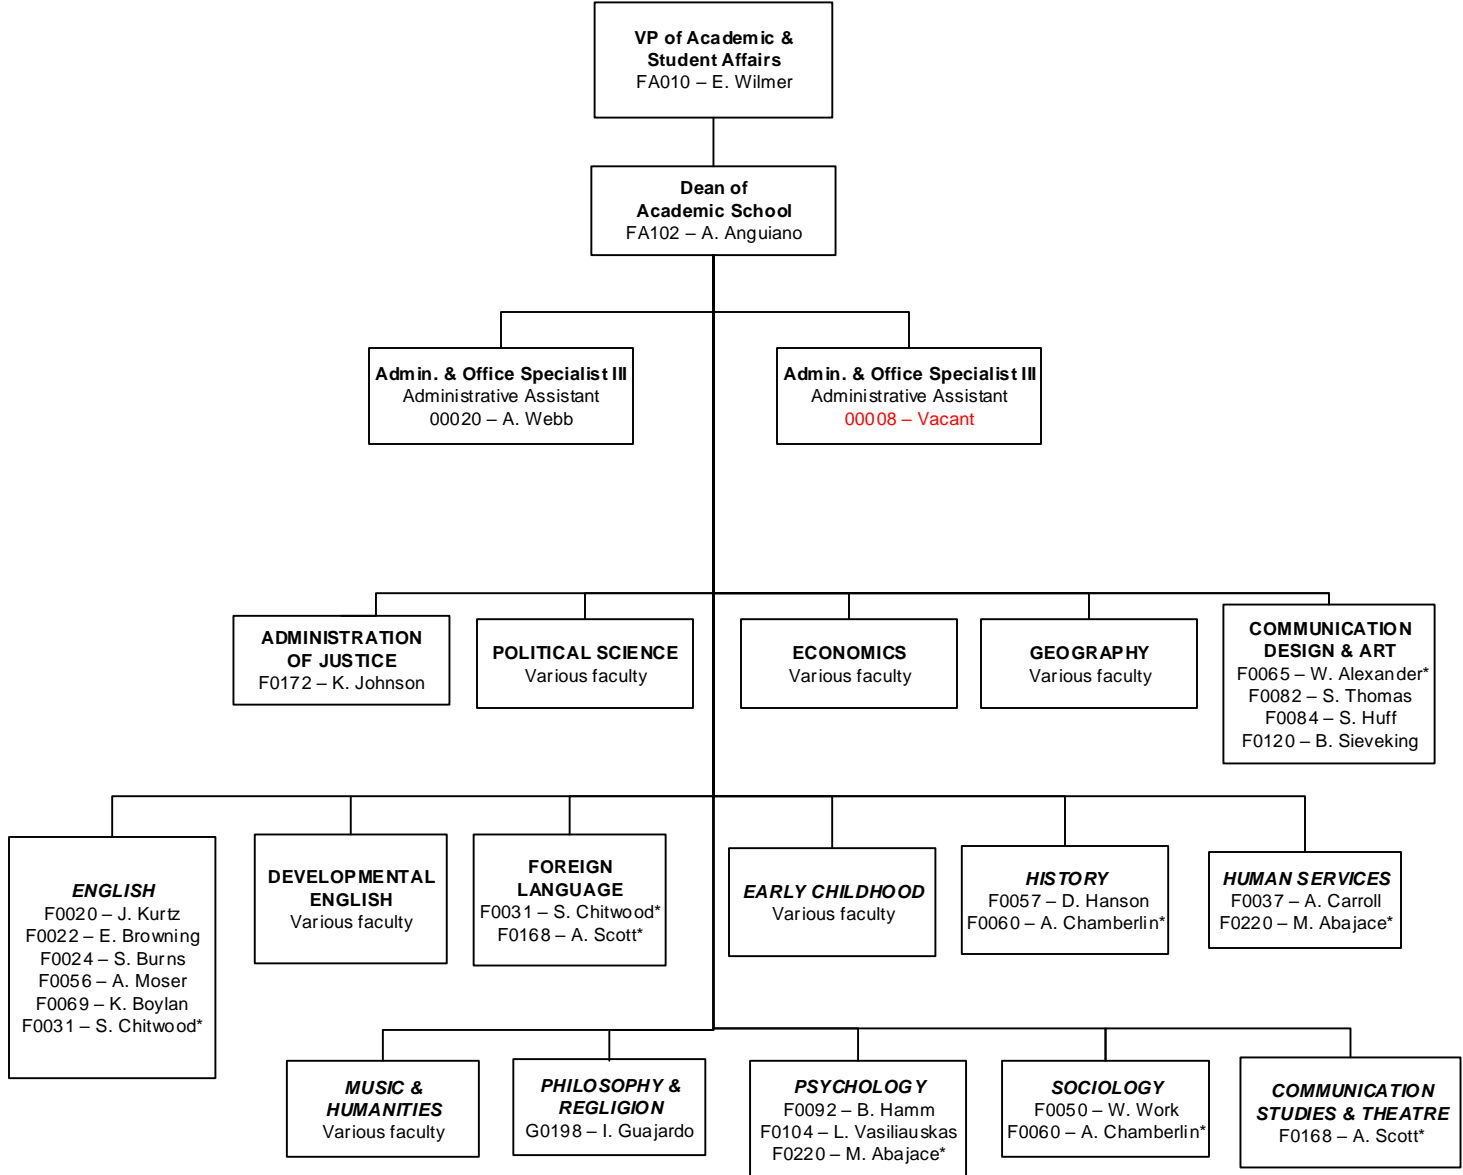 VP of Academic &
Student Affairs
FA010 – E. Wilmer
Dean of
Academic School
FA102 – A. Anguiano
Admin. & Office Specialist III
Administrative Assistant
00020 – A. Webb
Admin. & Office Specialist III
Administrative Assistant
00008 – Vacant
ADMINISTRATION
OF JUSTICE
F0172 – K. Johnson
POLITICAL SCIENCE
Various faculty
ECONOMICS
Various faculty
GEOGRAPHY
Various faculty
COMMUNICATION
DESIGN & ART
F0065 – W. Alexander*
F0082 – S. Thomas
F0084 – S. Huff
F0120 – B. Sieveking
ENGLISH
F0020 – J. Kurtz
F0022 – E. Browning
F0024 – S. Burns
F0056 – A. Moser
F0069 – K. Boylan
F0031 – S. Chitwood*
DEVELOPMENTAL
ENGLISH
Various faculty
FOREIGN
LANGUAGE
F0031 – S. Chitwood*
F0168 – A. Scott*
EARLY CHILDHOOD
Various faculty
HISTORY
F0057 – D. Hanson
F0060 – A. Chamberlin*
HUMAN SERVICES
F0037 – A. Carroll
F0220 – M. Abajace*
MUSIC &
HUMANITIES
Various faculty
PHILOSOPHY &
REGLIGION
G0198 – I. Guajardo
PSYCHOLOGY
F0092 – B. Hamm
F0104 – L. Vasiliauskas
F0220 – M. Abajace*
SOCIOLOGY
F0050 – W. Work
F0060 – A. Chamberlin*
COMMUNICATION
STUDIES & THEATRE
F0168 – A. Scott*